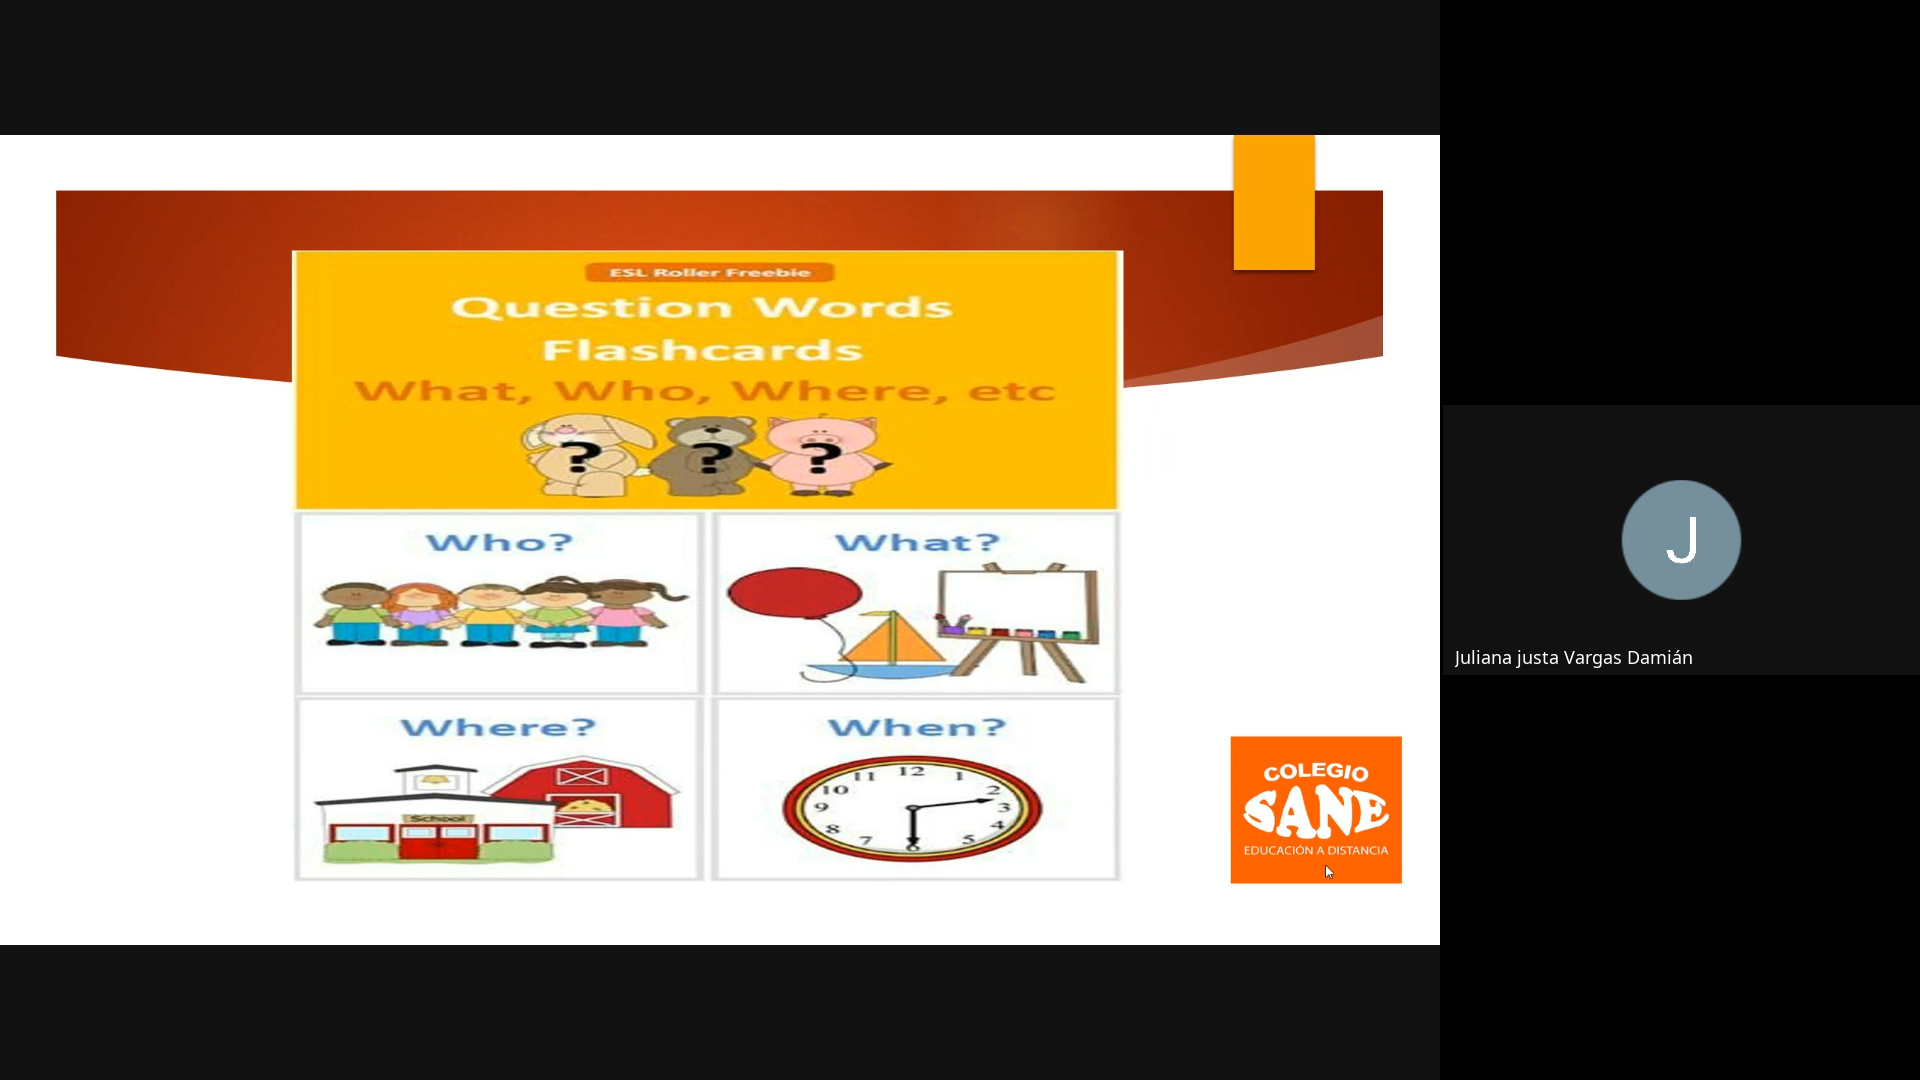 ESL Roller Freebie
Question Words
Flashcards
What, Who, Where, etc
? ? ?
Who?
What?
Where?
School
When?
12
11 1
10 2
9 3
8 4
7 5
6
COLEGIO
SANE
EDUCACIÓN A DISTANCIA
J
Juliana justa Vargas Damián